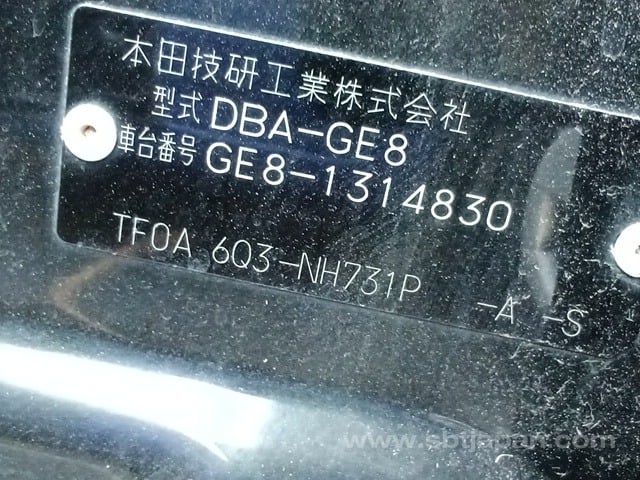 本田技研工業株式会社
型式 DBA-GE8
車台番号 GE8-1314830
TF0A 6Q3-NH731P -A -S
www.sbtjapan.com